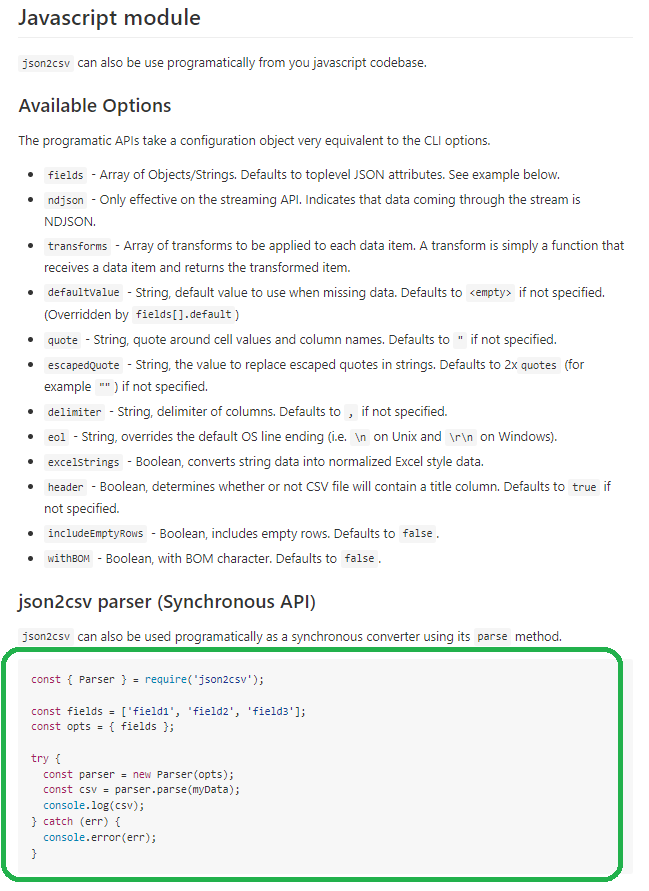 Javascript module
json2csv can also be use programatically from you javascript codebase.
Available Options
The programatic APIs take a configuration object very equivalent to the CLI options.
• fields - Array of Objects/Strings. Defaults to toplevel JSON attributes. See example below.
• ndjson - Only effective on the streaming API. Indicates that data coming through the stream is
NDJSON.
• transforms - Array of transforms to be applied to each data item. A transform is simply a function that
receives a data item and returns the transformed item.
• defaultValue - String, default value to use when missing data. Defaults to <empty> if not specified.
(Overridden by fields[].default )
• quote - String, quote around cell values and column names. Defaults to " if not specified.
• escapedQuote - String, the value to replace escaped quotes in strings. Defaults to 2x quotes (for
example "" ) if not specified.
• delimiter - String, delimiter of columns. Defaults to , if not specified.
• eol - String, overrides the default OS line ending (i.e. \n on Unix and \r\n on Windows).
• excelStrings - Boolean, converts string data into normalized Excel style data.
• header - Boolean, determines whether or not CSV file will contain a title column. Defaults to true if
not specified.
• includeEmptyRows - Boolean, includes empty rows. Defaults to false .
• withBOM - Boolean, with BOM character. Defaults to false .
json2csv parser (Synchronous API)
json2csv can also be used programatically as a synchronous converter using its parse method.
const { Parser } = require('json2csv');
const fields = ['field1', 'field2', 'field3'];
const opts = { fields };
try {
  const parser = new Parser(opts);
  const csv = parser.parse(myData);
  console.log(csv);
} catch (err) {
  console.error(err);
}